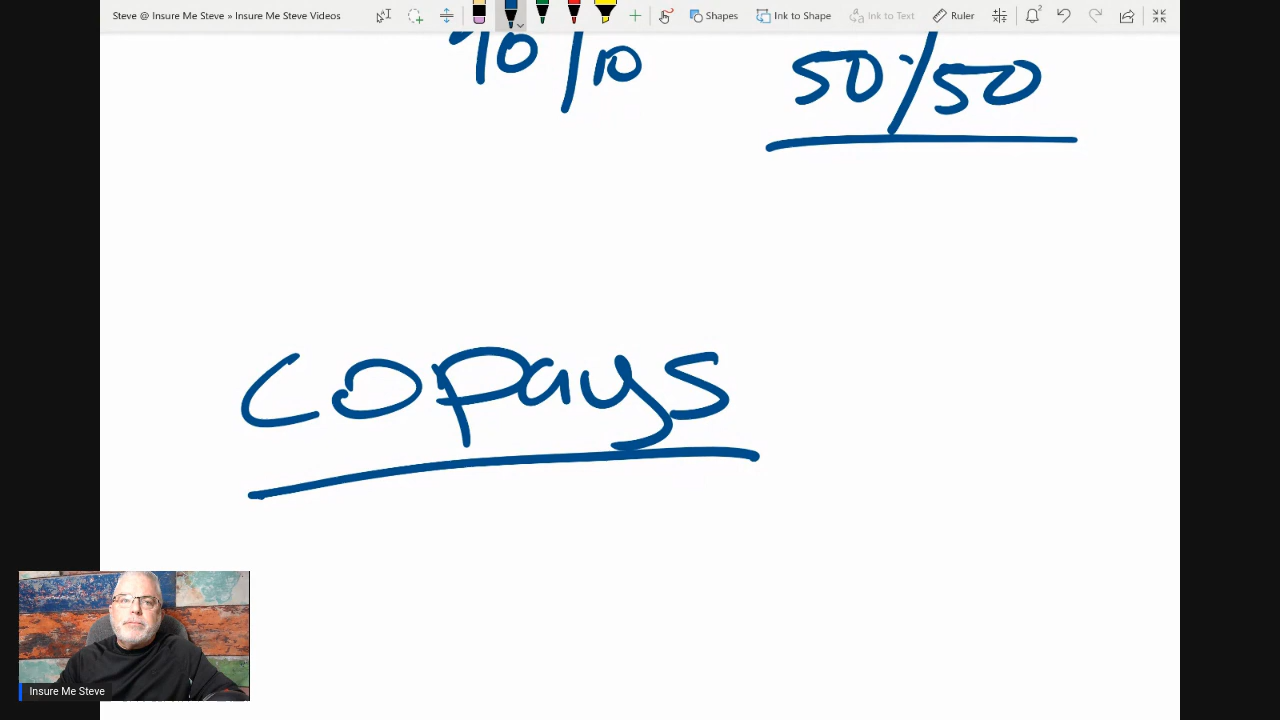 Steve @ Insure Me Steve » Insure Me Steve Videos
Shapes
Ink to Shape
Ink to Text
Ruler
90/10
50/50
copays
Insure Me Steve